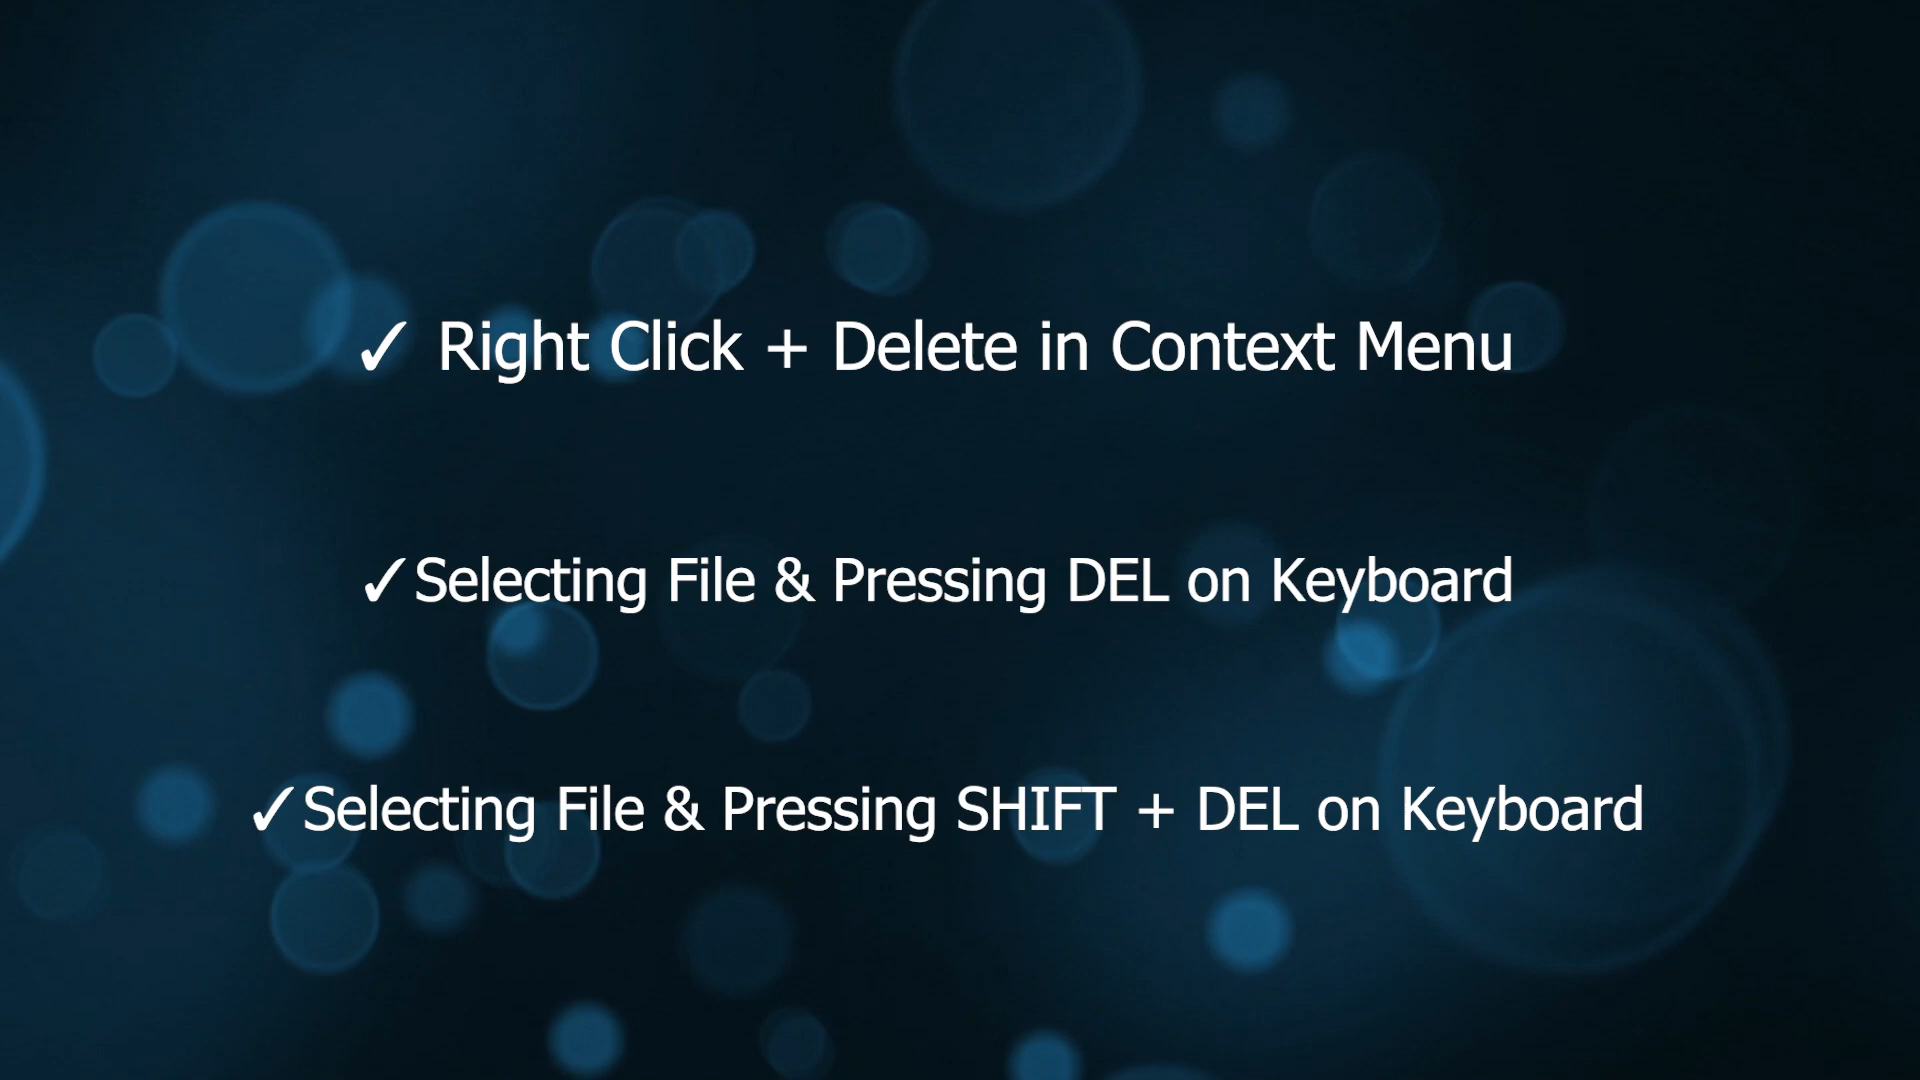 ✓ Right Click + Delete in Context Menu
✓Selecting File & Pressing DEL on Keyboard
✓Selecting File & Pressing SHIFT + DEL on Keyboard